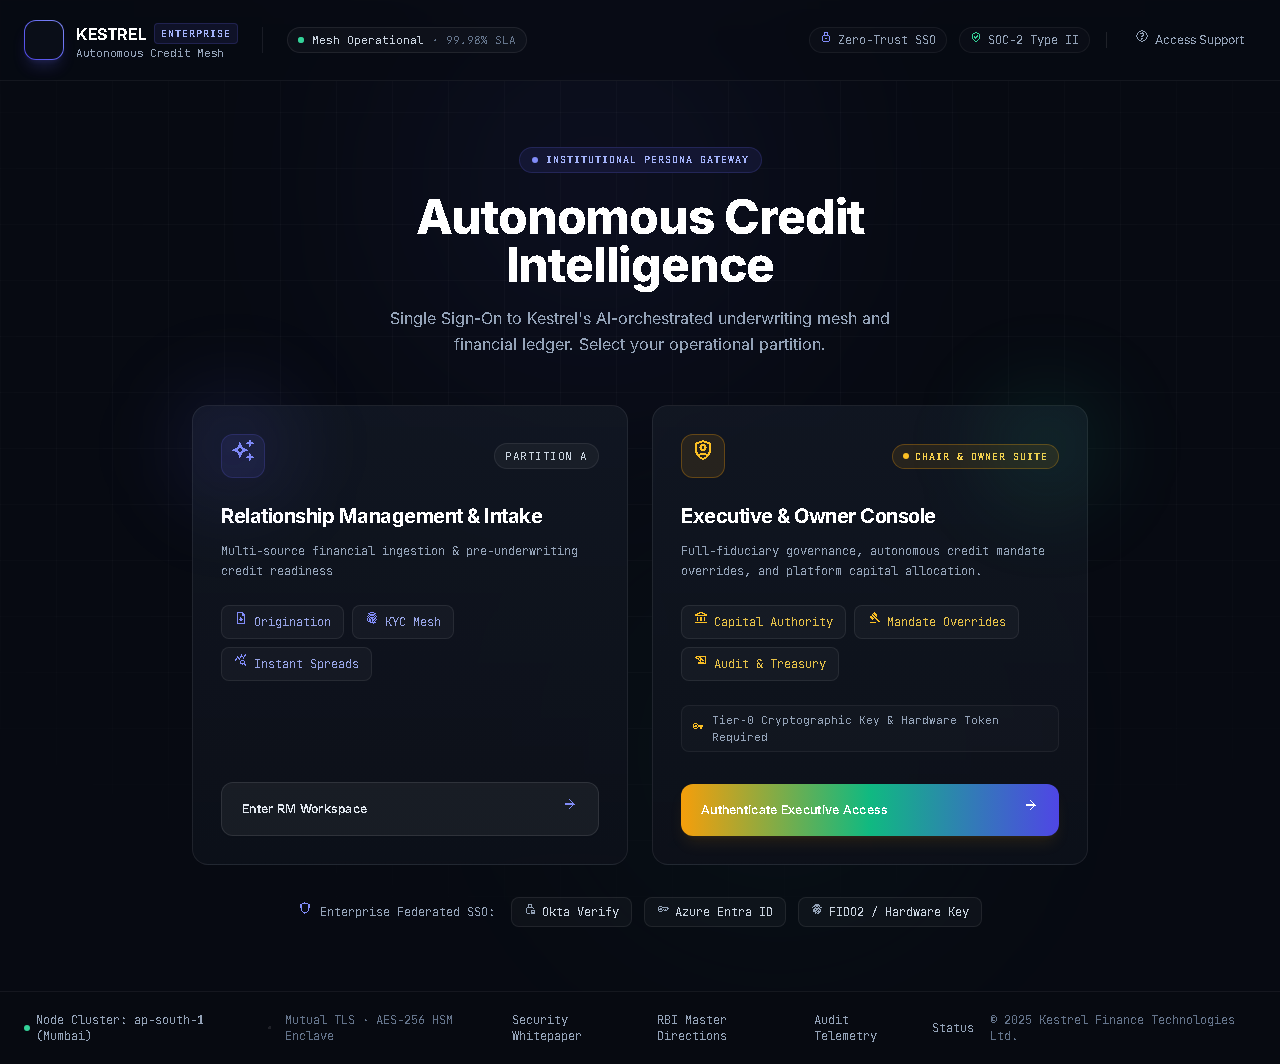 KESTREL ENTERPRISE
Autonomous Credit Mesh
Mesh Operational · 99.98% SLA
Zero-Trust SSO
SOC-2 Type II
Access Support
INSTITUTIONAL PERSONA GATEWAY
Autonomous Credit
Intelligence
Single Sign-On to Kestrel's AI-orchestrated underwriting mesh and
financial ledger. Select your operational partition.
PARTITION A
Relationship Management & Intake
Multi-source financial ingestion & pre-underwriting
credit readiness
Origination
KYC Mesh
Instant Spreads
Enter RM Workspace
CHAIR & OWNER SUITE
Executive & Owner Console
Full-fiduciary governance, autonomous credit mandate
overrides, and platform capital allocation.
Capital Authority
Mandate Overrides
Audit & Treasury
Tier-0 Cryptographic Key & Hardware Token
Required
Authenticate Executive Access
Enterprise Federated SSO:
Okta Verify
Azure Entra ID
FIDO2 / Hardware Key
Node Cluster: ap-south-1
(Mumbai)
·
Mutual TLS · AES-256 HSM
Enclave
Security
Whitepaper
RBI Master
Directions
Audit
Telemetry
Status
© 2025 Kestrel Finance Technologies
Ltd.